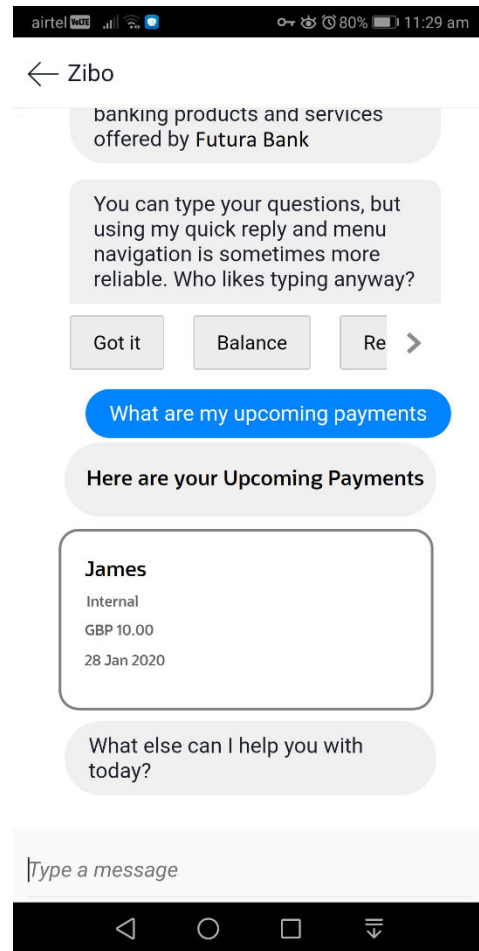 airtel VoLTE 80% 11:29 am
Zibo
banking products and services
offered by Futura Bank
You can type your questions, but
using my quick reply and menu
navigation is sometimes more
reliable. Who likes typing anyway?
Got it Balance Re
What are my upcoming payments
Here are your Upcoming Payments
James
Internal
GBP 10.00
28 Jan 2020
What else can I help you with
today?
Type a message